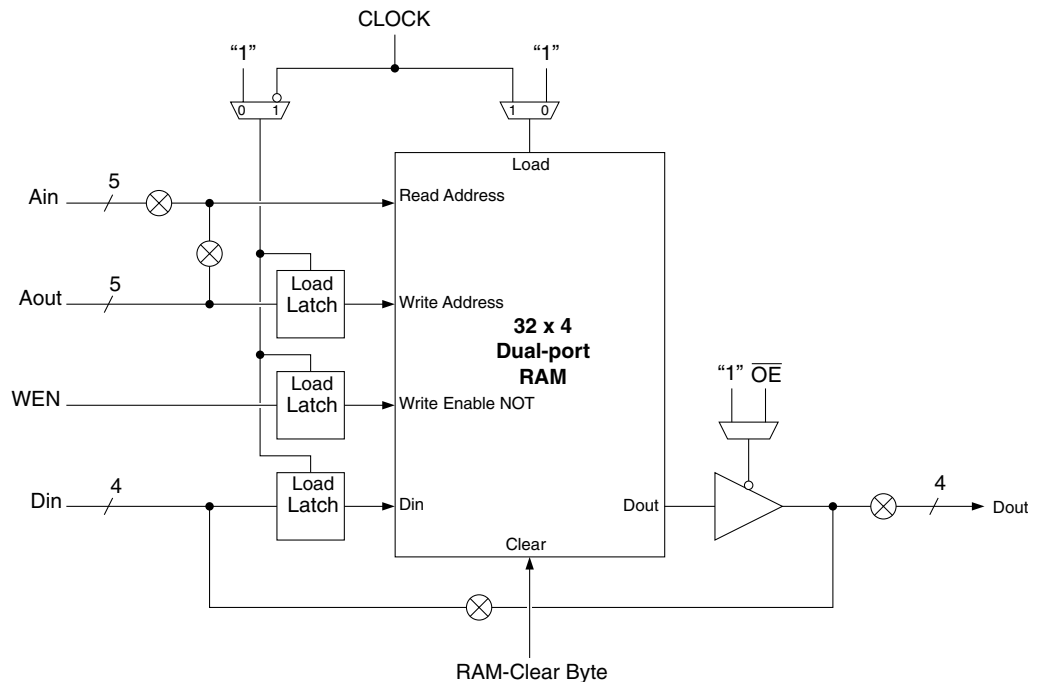 CLOCK
“1” “1”
0 1 1 0
Load
Ain 5 Read Address
Load
Latch
Aout 5 Write Address
32 x 4
Dual-port
RAM
Load
Latch
WEN Write Enable NOT
“1” OE
Load
Latch
Din 4 Din Dout 4 Dout
Clear
RAM-Clear Byte